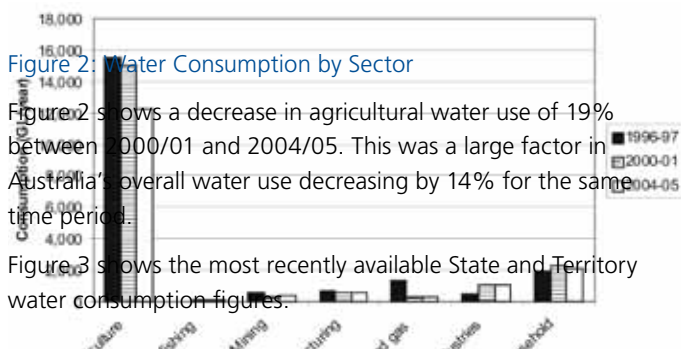 18,000
16,000
Figure 2: Water Consumption by Sector
14,000
Figure 2 shows a decrease in agricultural water use of 19%
between 2000/01 and 2004/05. This was a large factor in
Australia's overall water use decreasing by 14% for the same
time period.
4,000
Figure 3 shows the most recently available State and Territory
water consumption figures.
1996-97
2000-01
2004-05
Mining